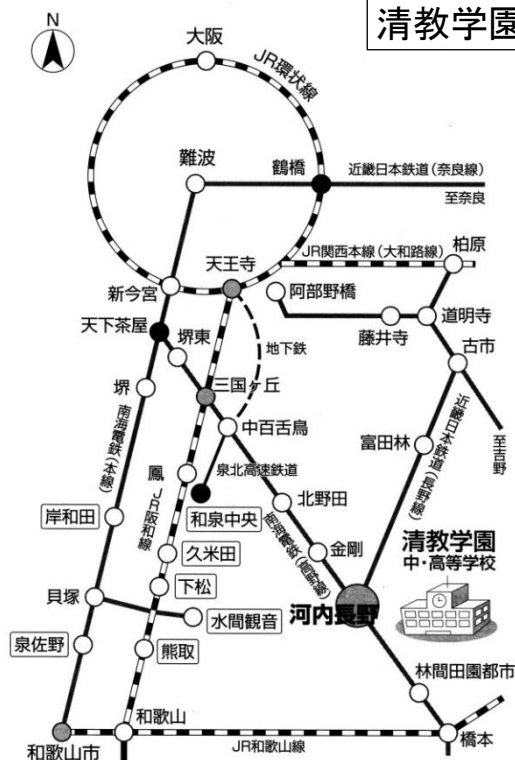 清教学園
N
大阪
JR環状線
難波
鶴橋
近畿日本鉄道(奈良線)
至奈良
JR関西本線(大和路線)
柏原
天王寺
新今宮
阿部野橋
天下茶屋
堺東
地下鉄
藤井寺
道明寺
古市
堺
三国ヶ丘
南海電鉄(本線)
中百舌鳥
富田林
近畿日本鉄道(長野線)
至吉野
鳳
泉北高速鉄道
JR阪和線
北野田
岸和田
和泉中央
南海電鉄(高野線)
久米田
金剛
清教学園
中・高等学校
下松
貝塚
水間観音
河内長野
泉佐野
熊取
林間田園都市
和歌山
和歌山市
JR和歌山線
橋本